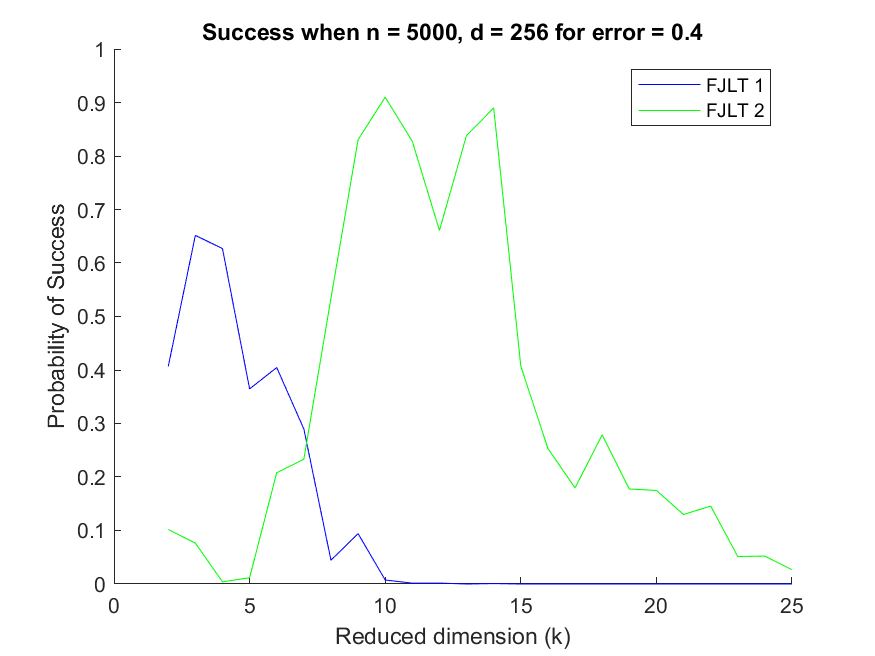 Success when n = 5000, d = 256 for error = 0.4
FJLT 1
FJLT 2
Probability of Success
1
0.9
0.8
0.7
0.6
0.5
0.4
0.3
0.2
0.1
0
0 5 10 15 20 25
Reduced dimension (k)